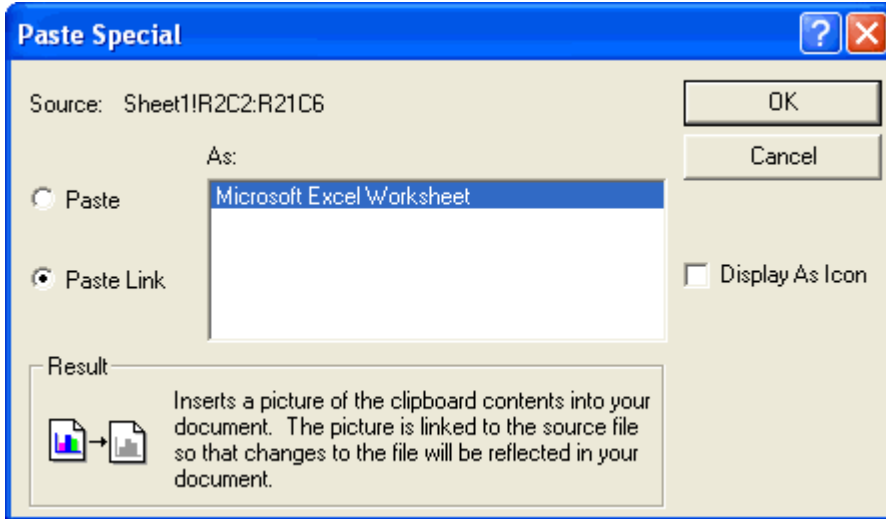 Paste Special
?
Source: Sheet1!R2C2:R21C6
OK
As:
Cancel
Paste
Microsoft Excel Worksheet
Paste Link
Display As Icon
Result
Inserts a picture of the clipboard contents into your
document. The picture is linked to the source file
so that changes to the file will be reflected in your
document.